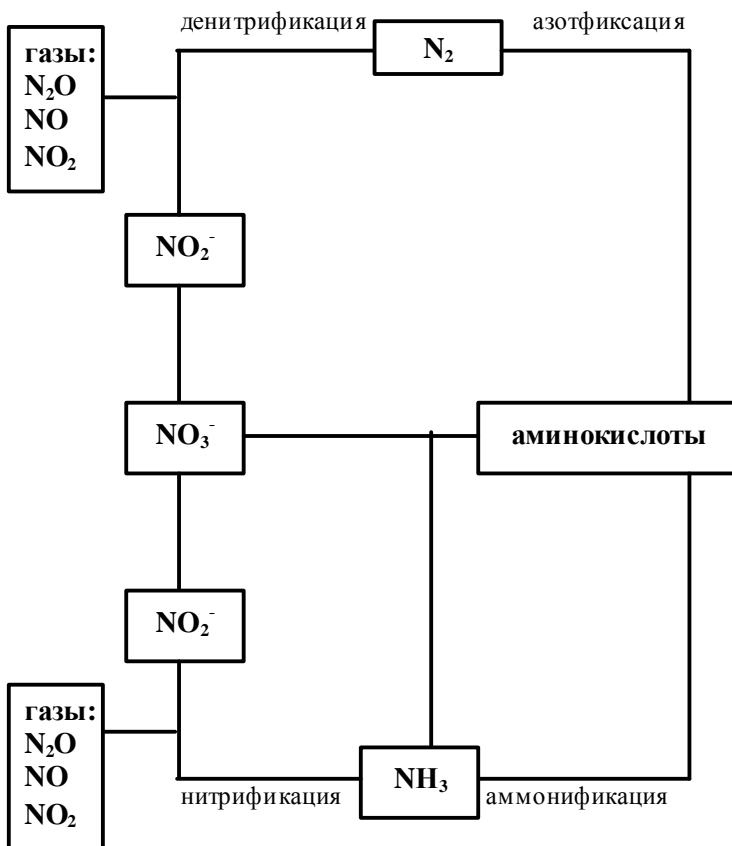 денитрификация
N₂
азотфиксация
газы:
N₂O
NO
NO₂
NO₂⁻
NO₃⁻
аминокислоты
NO₂⁻
газы:
N₂O
NO
NO₂
нитрификация
NH₃
аммонификация